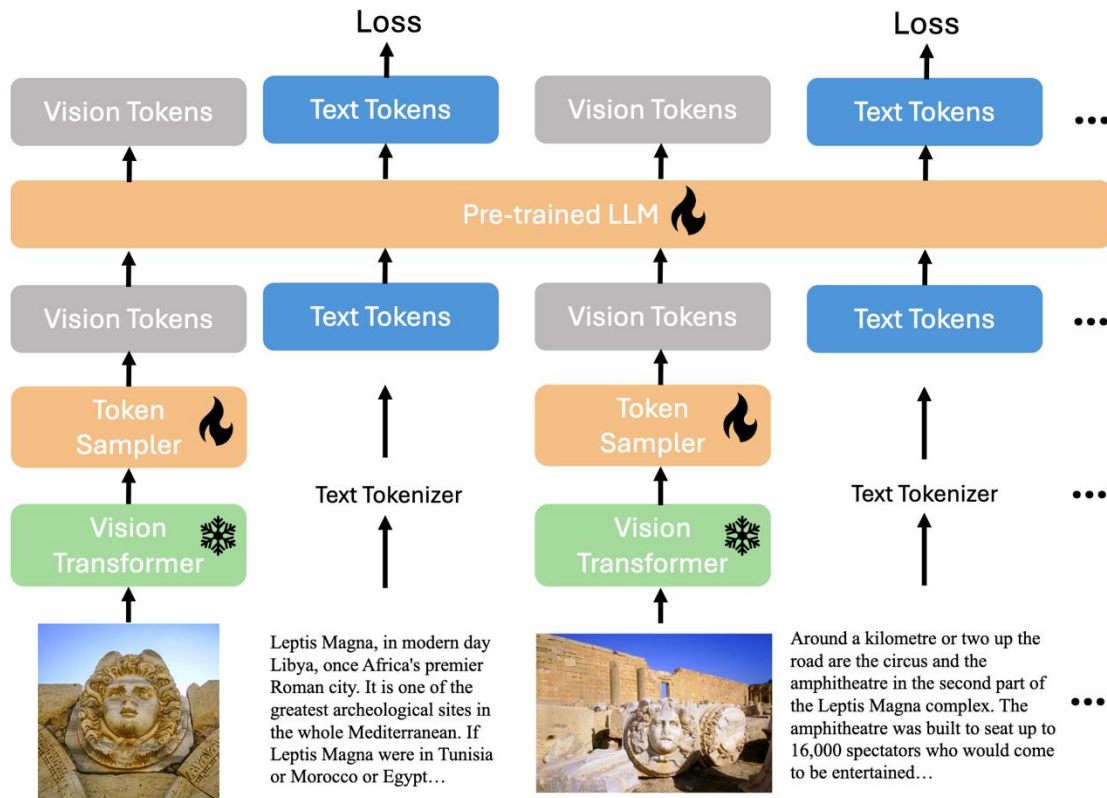 Loss
Loss
Vision Tokens
Text Tokens
Vision Tokens
Text Tokens
...
Pre-trained LLM
Vision Tokens
Text Tokens
Vision Tokens
Text Tokens
...
Token
Sampler
Token
Sampler
Text Tokenizer
Text Tokenizer
....
Vision
Transformer
Vision
Transformer
Leptis Magna, in modern day
Libya, once Africa's premier
Roman city. It is one of the
greatest archeological sites in
the whole Mediterranean. If
Leptis Magna were in Tunisia
or Morocco or Egypt…
Around a kilometre or two up the
road are the circus and the
amphitheatre in the second part of
the Leptis Magna complex. The
amphitheatre was built to seat up to
16,000 spectators who would come
to be entertained…
...